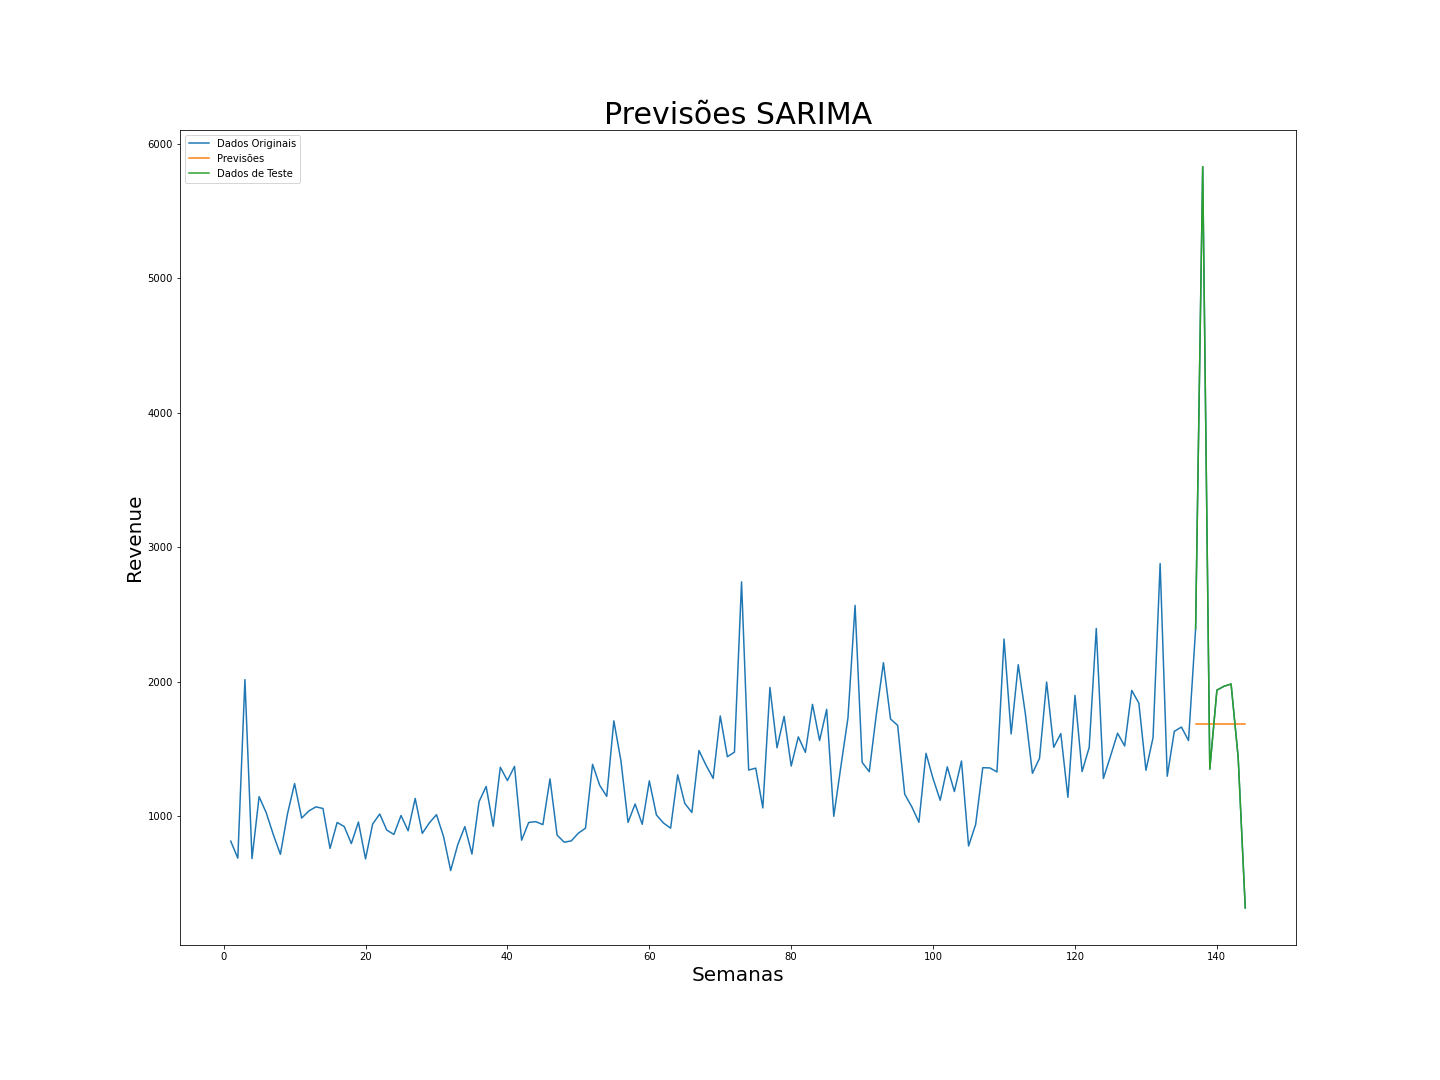 Previsões SARIMA
Dados Originais
Previsões
Dados de Teste
6000
5000
4000
3000
2000
1000
Revenue
0 20 40 60 80 100 120 140
Semanas